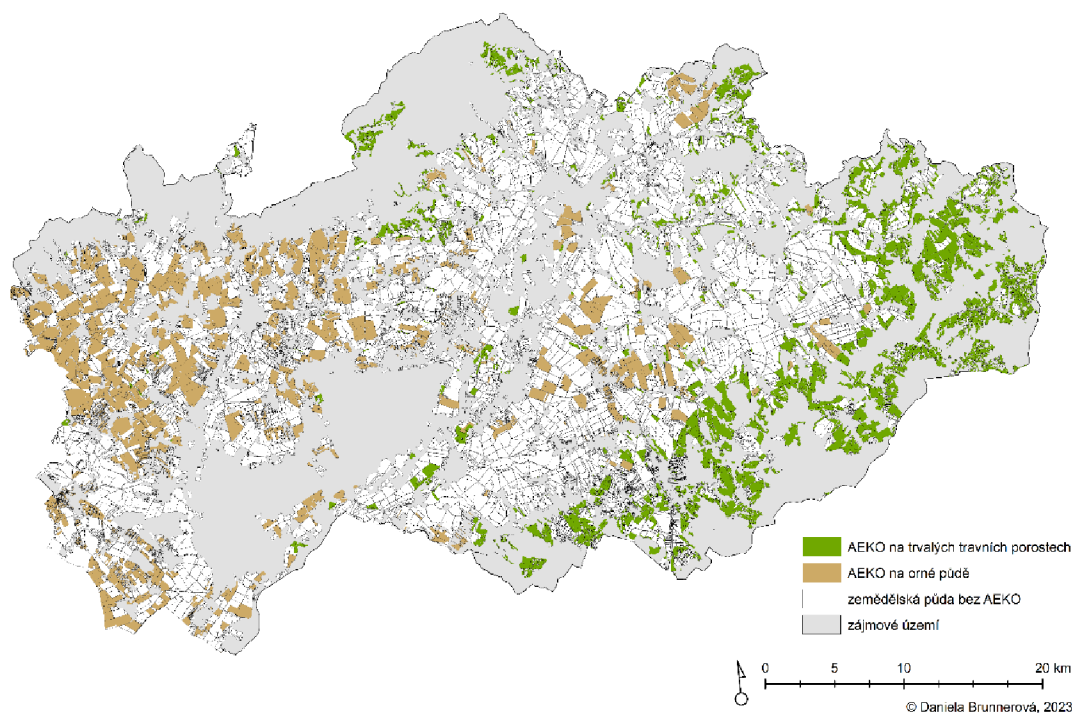 AEKO na trvalých travních porostech
AEKO na orné půdě
zemědělská půda bez AEKO
zájmové území
0 5 10 20 km
© Daniela Brunnerová, 2023